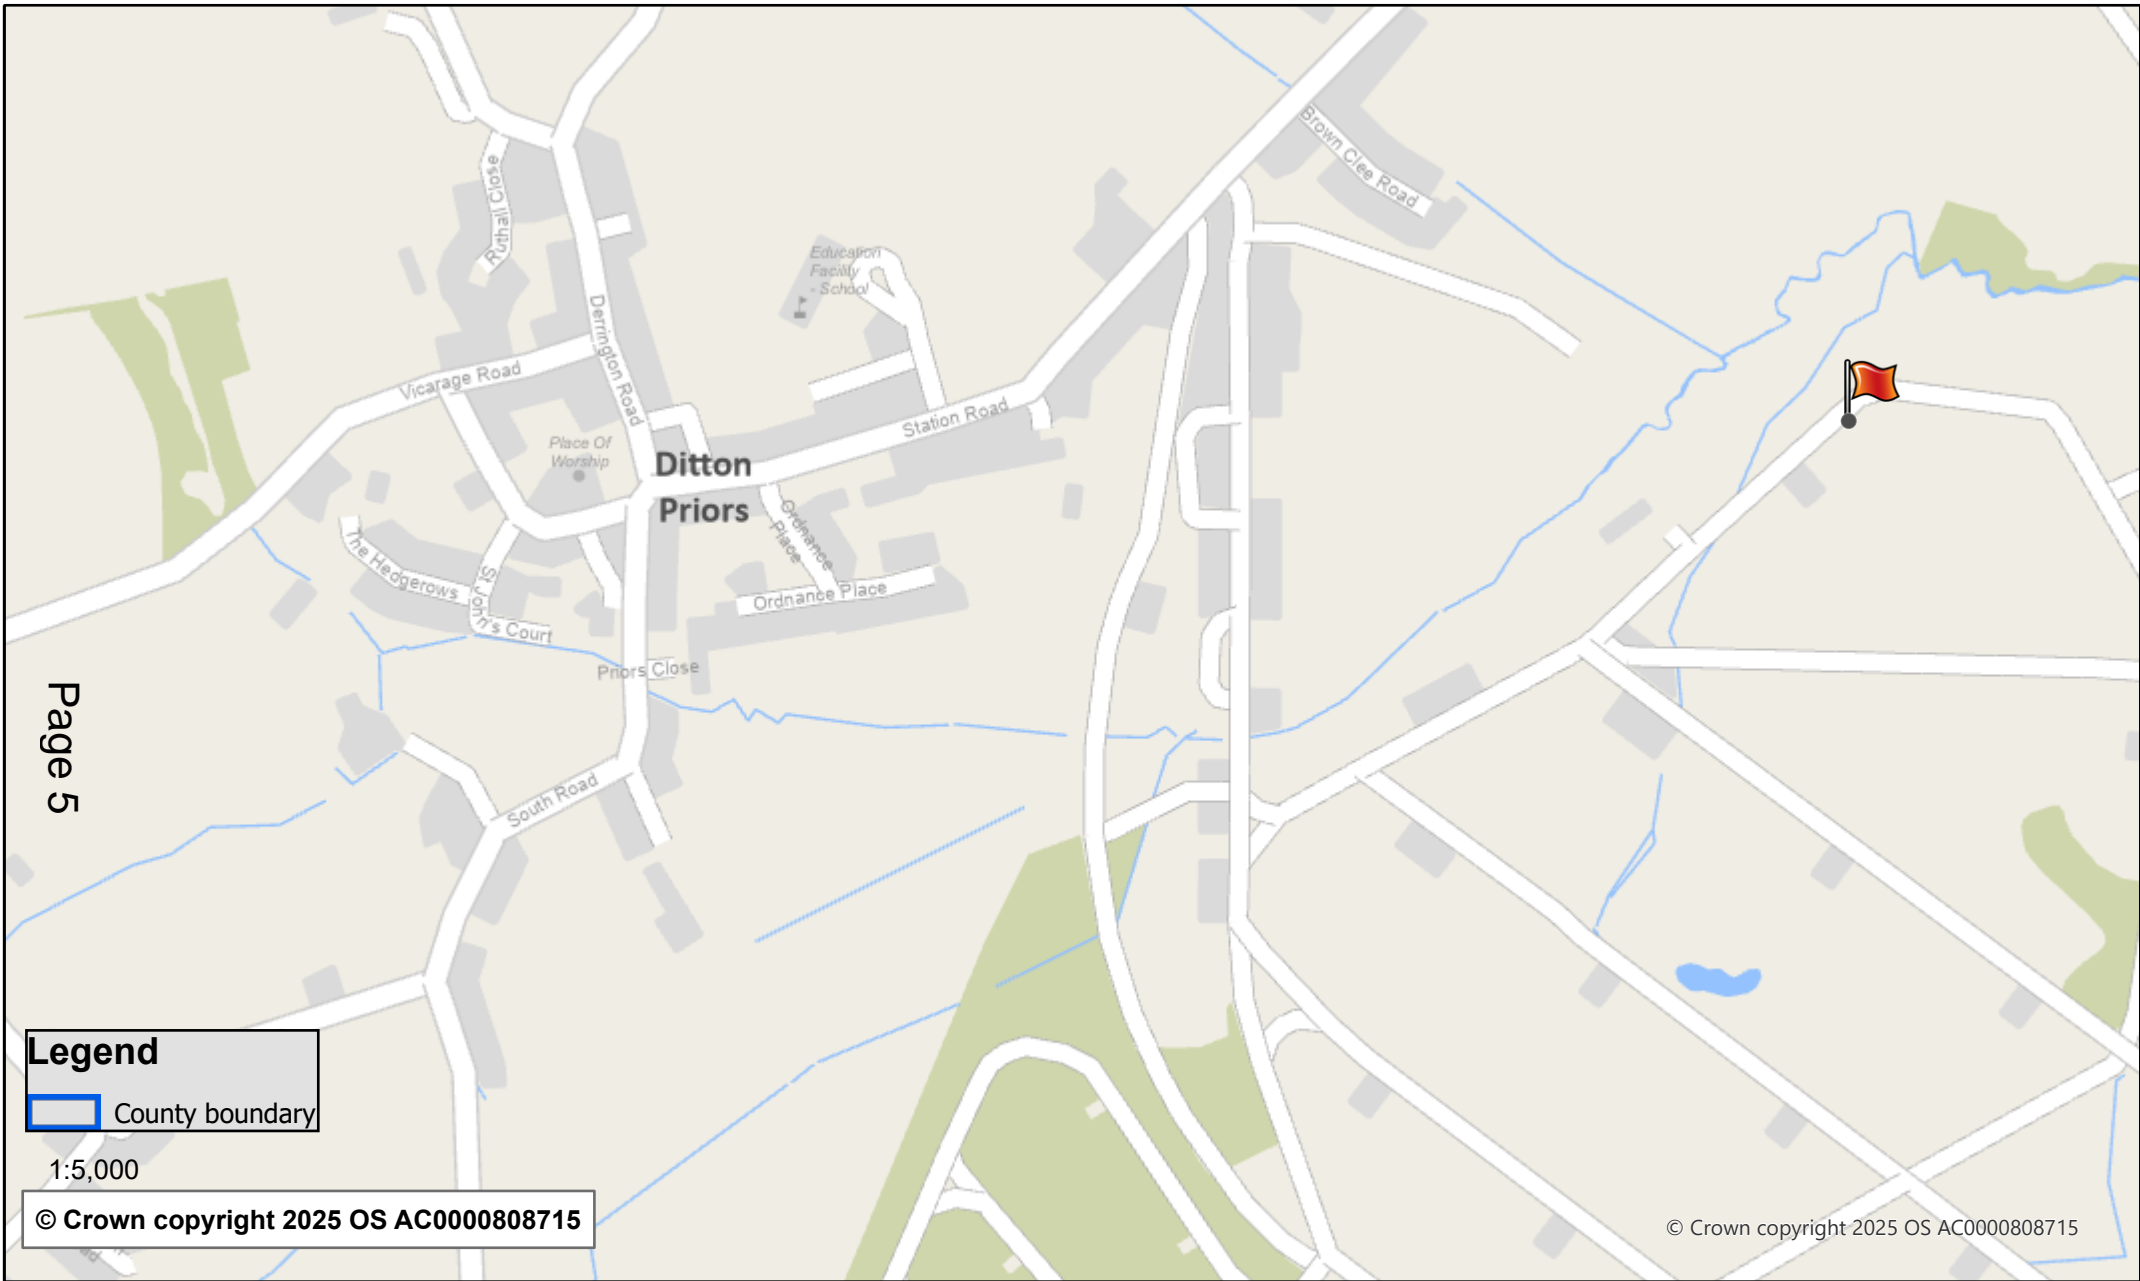 Brown Clee Road
Ruthall Close
Education
Facility
- School
Derrington Road
Vicarage Road
Station Road
Place Of
Worship
Ditton
Priors
Ordnance
Place
The Hedgerows
St John's Court
Ordnance Place
Priors Close
Page 5
South Road
Legend
County boundary
1:5,000
© Crown copyright 2025 OS AC0000808715
© Crown copyright 2025 OS AC0000808715